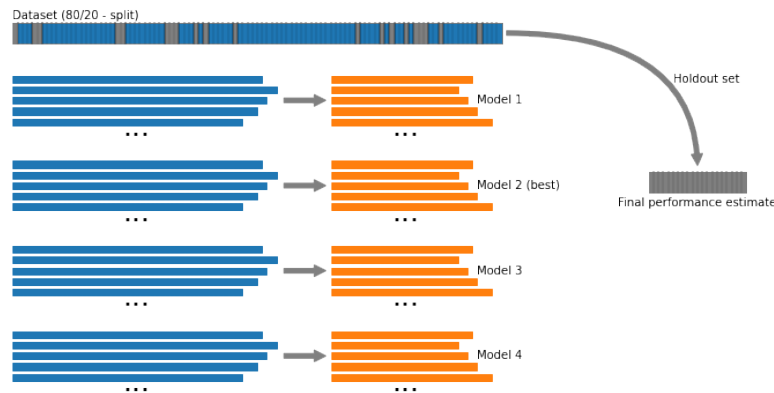 Dataset (80/20 - split)
Holdout set
Model 1
...
...
Model 2 (best)
Final performance estimate
...
...
Model 3
...
...
Model 4
...
...